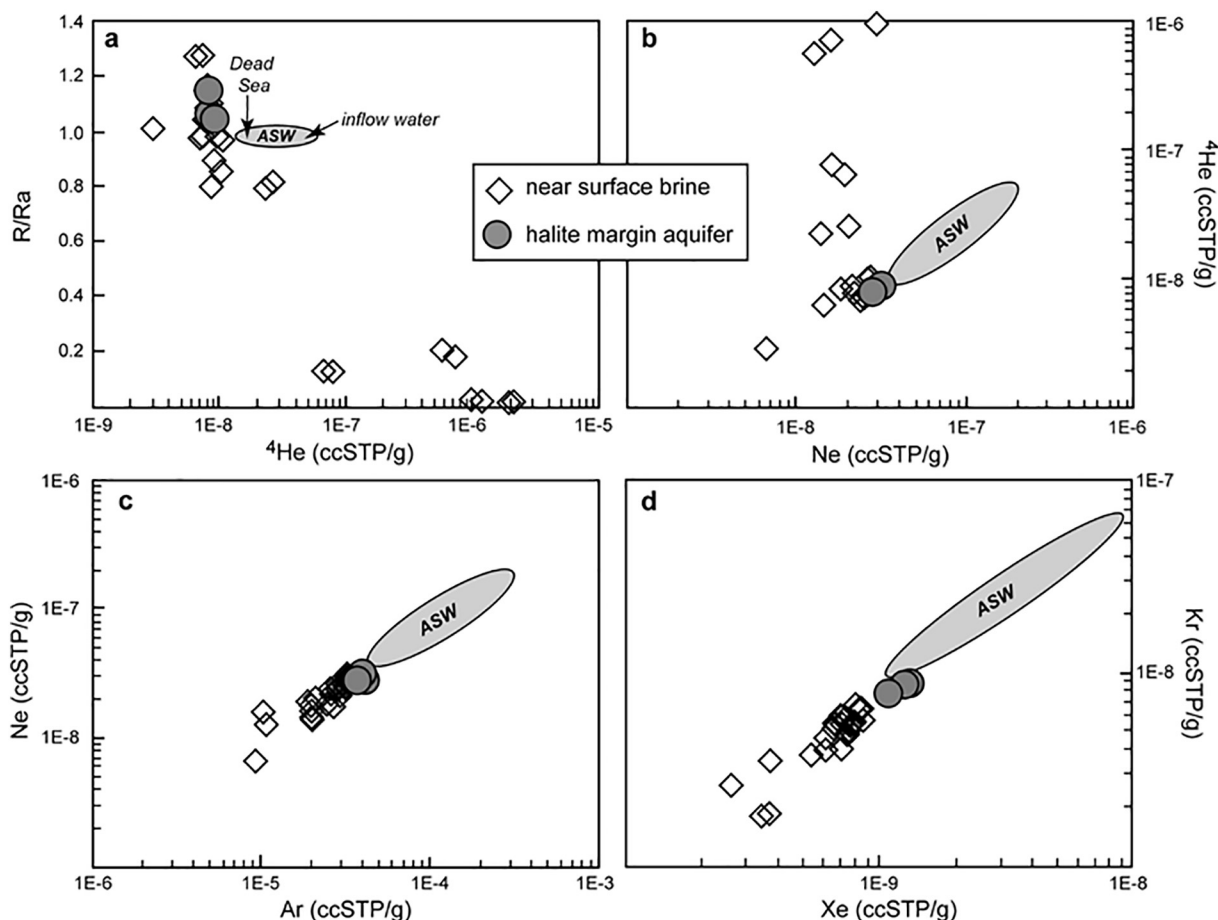 a
1.4
1.2
1.0
0.8
0.6
0.4
0.2
R/Ra
Dead
Sea
ASW
inflow water
1E-9
1E-8
1E-7
1E-6
1E-5
⁴He (ccSTP/g)
near surface brine
halite margin aquifer
b
1E-6
1E-7
1E-8
⁴He (ccSTP/g)
ASW
1E-8
1E-7
1E-6
Ne (ccSTP/g)
c
1E-6
1E-7
1E-8
Ne (ccSTP/g)
ASW
1E-6
1E-5
1E-4
1E-3
Ar (ccSTP/g)
d
1E-7
1E-8
Kr (ccSTP/g)
ASW
1E-9
1E-8
Xe (ccSTP/g)